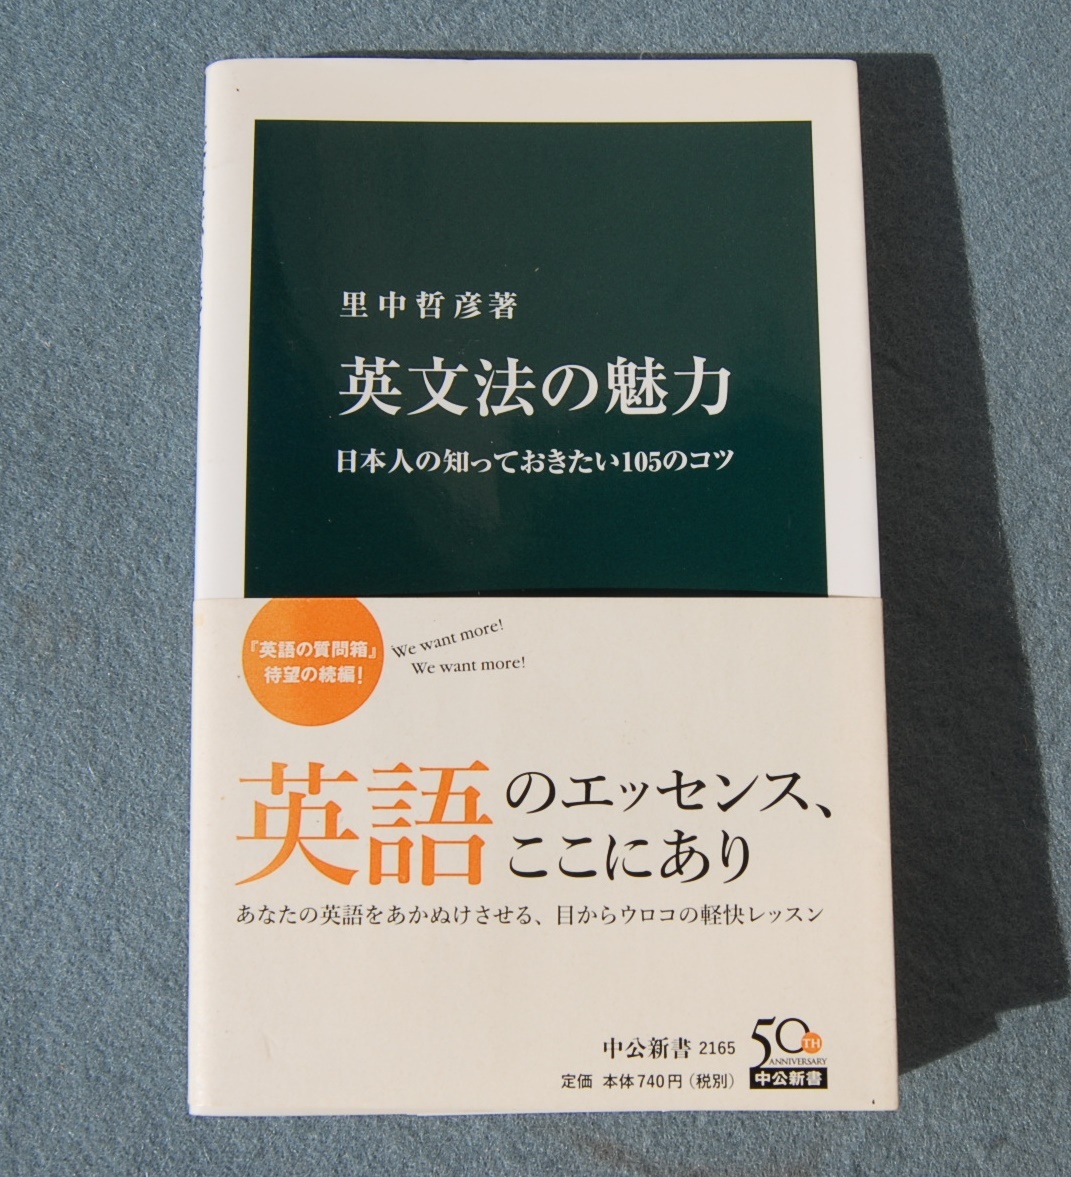 里中哲彦著
英文法の魅力
日本人の知っておきたい105のコツ
『英語の質問箱』
待望の続編!
We want more!
We want more!
英語のエッセンス、
ここにあり
あなたの英語をあかぬけさせる、目からウロコの軽快レッスン
中公新書 2165
定価 本体740円(税別)
50TH
ANNIVERSARY
中公新書